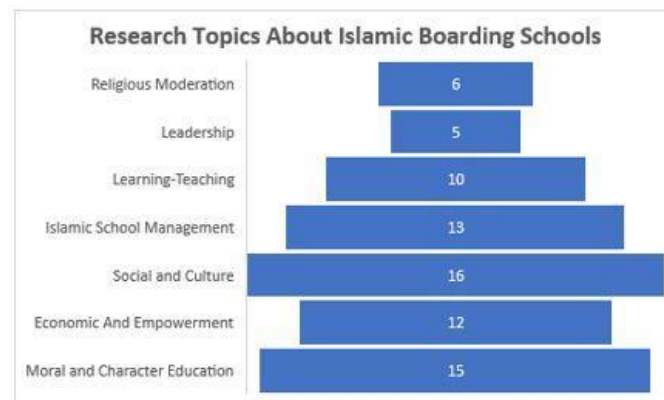 Research Topics About Islamic Boarding Schools
Religious Moderation 6
Leadership 5
Learning-Teaching 10
Islamic School Management 13
Social and Culture 16
Economic And Empowerment 12
Moral and Character Education 15